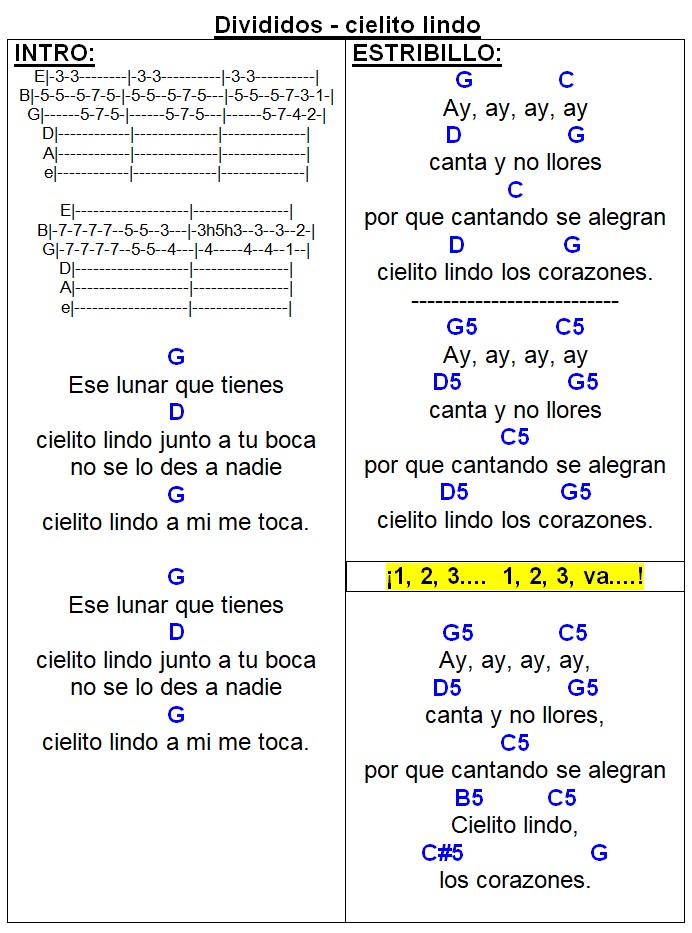 Divididos - cielito lindo
INTRO:
E|-3-3--------|-3-3----------|-3-3----------|
B|-5-5--5-7-5-|-5-5--5-7-5---|-5-5--5-7-3-1-|
G|------5-7-5-|------5-7-5---|------5-7-4-2-|
D|------------|--------------|--------------|
A|------------|--------------|--------------|
e|------------|--------------|--------------|
E|-------------------|----------------|
B|-7-7-7-7--5-5--3---|-3h5h3--3--3--2-|
G|-7-7-7-7--5-5--4---|-4-----4--4--1--|
D|-------------------|----------------|
A|-------------------|----------------|
e|-------------------|----------------|
G
Ese lunar que tienes
D
cielito lindo junto a tu boca
no se lo des a nadie
G
cielito lindo a mi me toca.
G
Ese lunar que tienes
D
cielito lindo junto a tu boca
no se lo des a nadie
G
cielito lindo a mi me toca.
ESTRIBILLO:
G C
Ay, ay, ay, ay
D G
canta y no llores
C
por que cantando se alegran
D G
cielito lindo los corazones.
--------------------------
G5 C5
Ay, ay, ay, ay
D5 G5
canta y no llores
C5
por que cantando se alegran
D5 G5
cielito lindo los corazones.
¡1, 2, 3.... 1, 2, 3, va....!
G5 C5
Ay, ay, ay, ay,
D5 G5
canta y no llores,
C5
por que cantando se alegran
B5 C5
Cielito lindo,
C#5 G
los corazones.